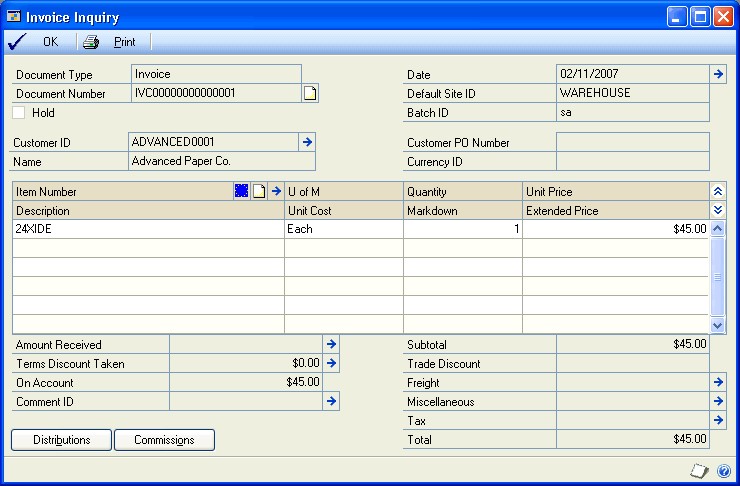 Invoice Inquiry
OK Print
Document Type Invoice Date 02/11/2007
Document Number IVC00000000000001 Default Site ID WAREHOUSE
Hold Batch ID sa
Customer ID ADVANCED0001 Customer PO Number
Name Advanced Paper Co. Currency ID
Item Number U of M Quantity Unit Price
Description Unit Cost Markdown Extended Price
24XIDE Each 1 $45.00
Amount Received Subtotal $45.00
Terms Discount Taken $0.00 Trade Discount
On Account $45.00 Freight
Comment ID Miscellaneous
Tax
Distributions Commissions Total $45.00